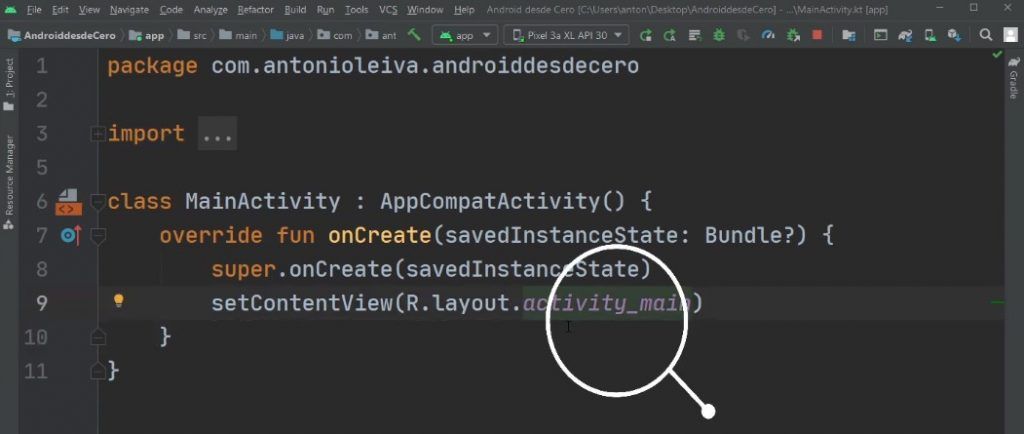 File Edit View Navigate Code Analyze Refactor Build Run Tools VCS Window Help Android desde Cero [C:\Users\anton\Desktop\AndroiddesdeCero] - ...\MainActivity.kt [app]
AndroiddesdeCero app src main java com ant app Pixel 3a XL API 30
1: Project
Resource Manager
Gradle
1 package com.antonioleiva.androiddesdecero
2
3 import ...
5
6 class MainActivity : AppCompatActivity() {
7 override fun onCreate(savedInstanceState: Bundle?) {
8 super.onCreate(savedInstanceState)
9 setContentView(R.layout.activity_main)
10 }
11 }